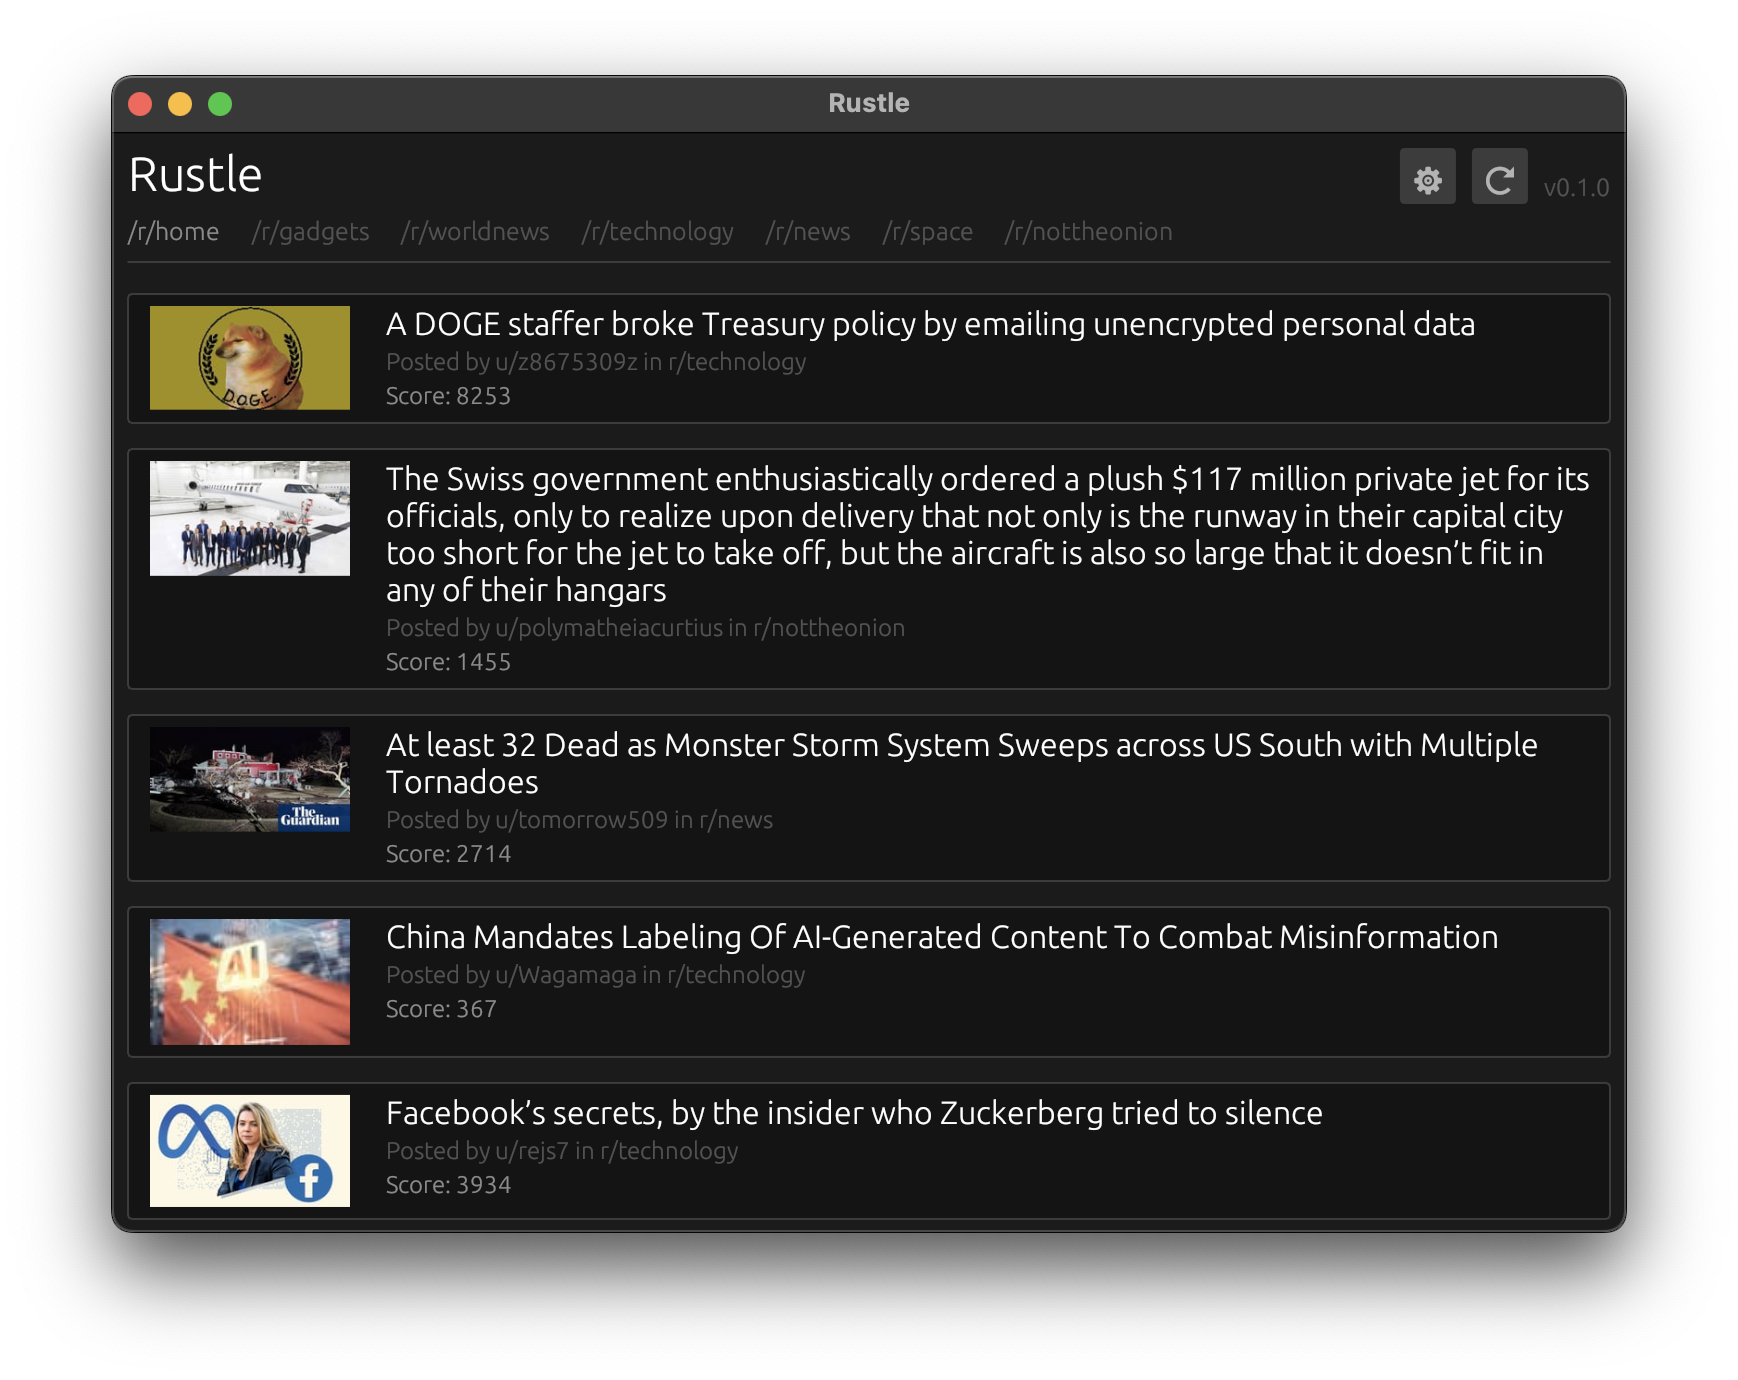 Rustle
Rustle
v0.1.0
/r/home /r/gadgets /r/worldnews /r/technology /r/news /r/space /r/nottheonion
D.O.G.E.
A DOGE staffer broke Treasury policy by emailing unencrypted personal data
Posted by u/z8675309z in r/technology
Score: 8253
The Swiss government enthusiastically ordered a plush $117 million private jet for its
officials, only to realize upon delivery that not only is the runway in their capital city
too short for the jet to take off, but the aircraft is also so large that it doesn’t fit in
any of their hangars
Posted by u/polymatheiacurtius in r/nottheonion
Score: 1455
The
Guardian
At least 32 Dead as Monster Storm System Sweeps across US South with Multiple
Tornadoes
Posted by u/tomorrow509 in r/news
Score: 2714
AI
China Mandates Labeling Of AI-Generated Content To Combat Misinformation
Posted by u/Wagamaga in r/technology
Score: 367
Facebook’s secrets, by the insider who Zuckerberg tried to silence
Posted by u/rejs7 in r/technology
Score: 3934